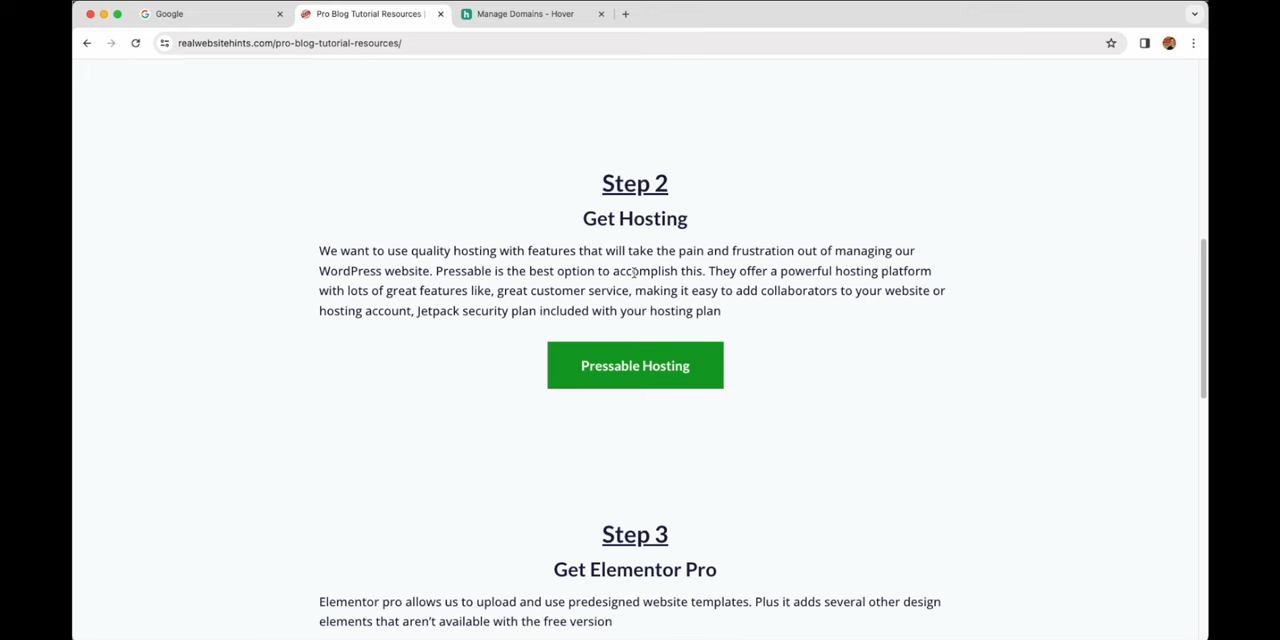 Google
Pro Blog Tutorial Resources |
Manage Domains - Hover
realwebsitehints.com/pro-blog-tutorial-resources/
Step 2
Get Hosting
We want to use quality hosting with features that will take the pain and frustration out of managing our
WordPress website. Pressable is the best option to accomplish this. They offer a powerful hosting platform
with lots of great features like, great customer service, making it easy to add collaborators to your website or
hosting account, Jetpack security plan included with your hosting plan
Pressable Hosting
Step 3
Get Elementor Pro
Elementor pro allows us to upload and use predesigned website templates. Plus it adds several other design
elements that aren’t available with the free version